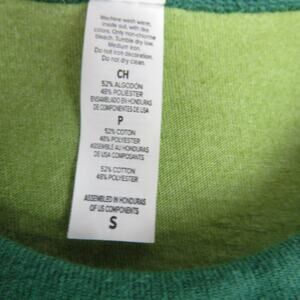 Machine wash warm,
inside out, with like
colors. Only non-chlorine
bleach. Tumble dry low.
Medium iron.
Do not iron decoration.
Do not dry clean.
CH
52% ALGODÓN
48% POLIESTER
ENSAMBLADO EN HONDURAS
DE COMPONENTES DE USA
P
52% COTON
48% POLYESTER
ASSEMBLÉ AU HONDURAS
DE COMPOSANTS DES USA
52% COTTON
48% POLYESTER
ASSEMBLED IN HONDURAS
OF US COMPONENTS
S